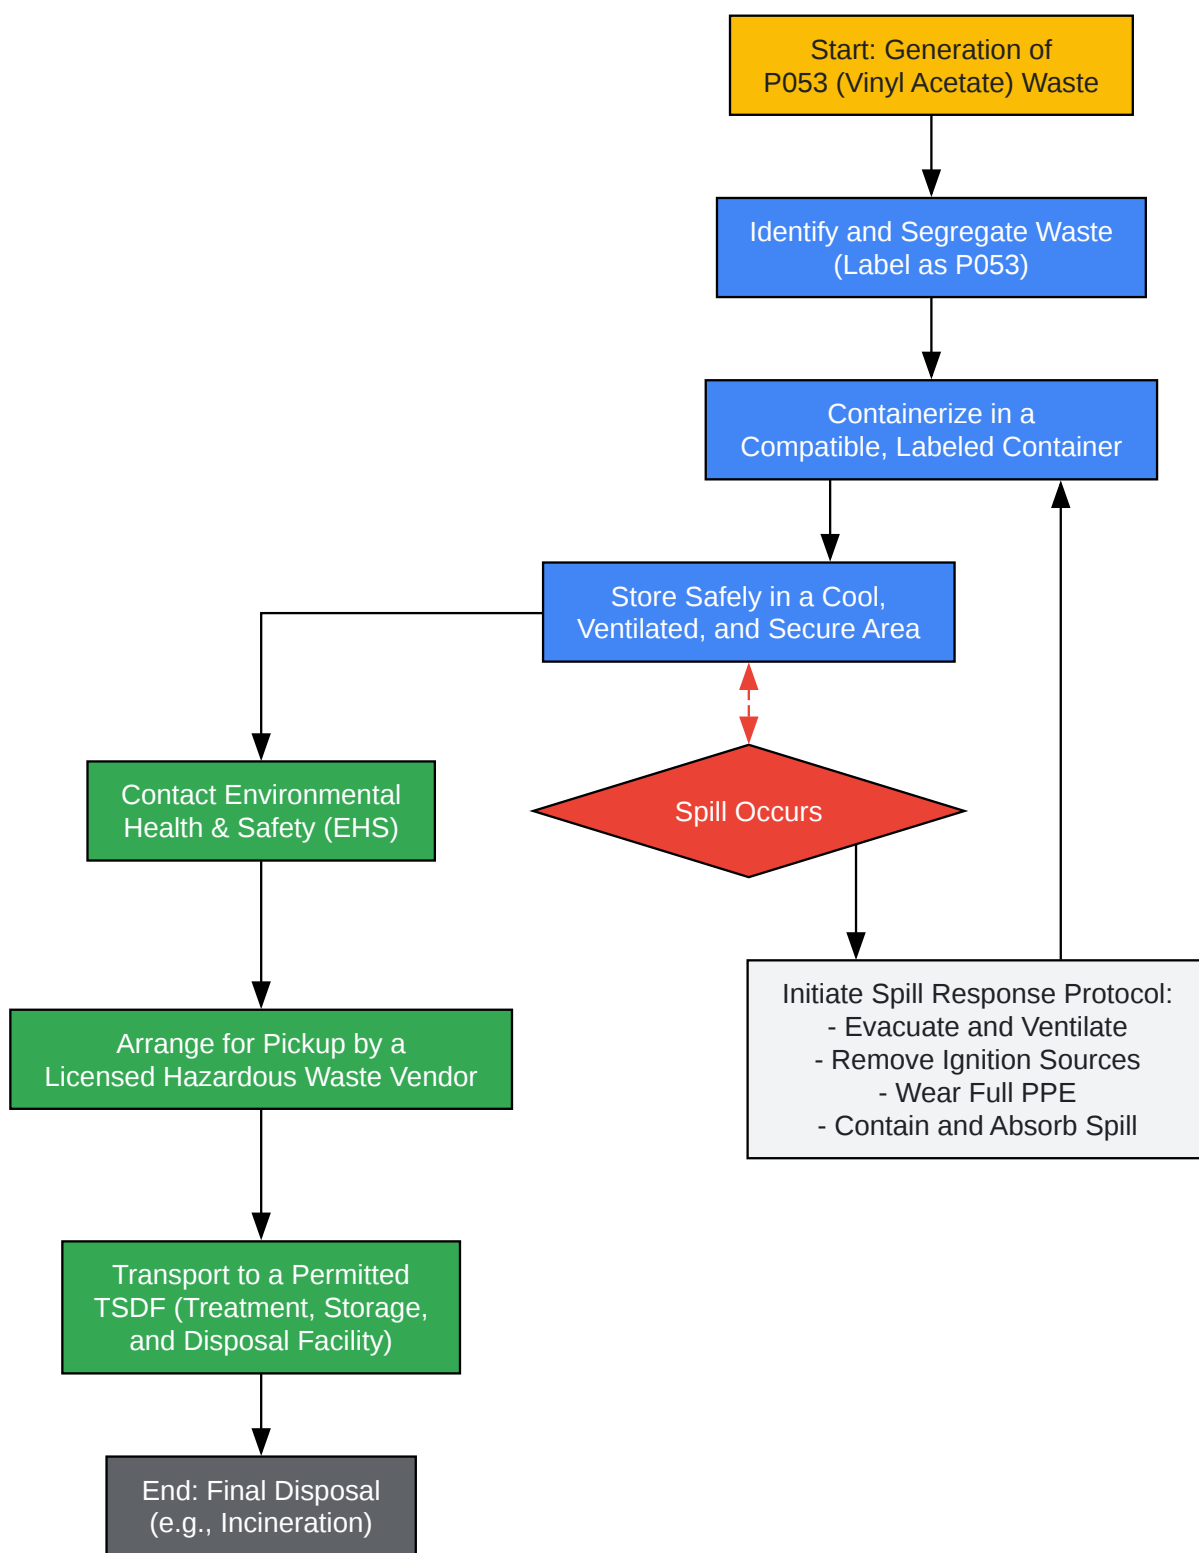 Start: Generation of
P053 (Vinyl Acetate) Waste
Identify and Segregate Waste
(Label as P053)
Containerize in a
Compatible, Labeled Container
Store Safely in a Cool,
Ventilated, and Secure Area
Contact Environmental
Health & Safety (EHS)
Spill Occurs
Initiate Spill Response Protocol:
- Evacuate and Ventilate
- Remove Ignition Sources
- Wear Full PPE
- Contain and Absorb Spill
Arrange for Pickup by a
Licensed Hazardous Waste Vendor
Transport to a Permitted
TSDF (Treatment, Storage,
and Disposal Facility)
End: Final Disposal
(e.g., Incineration)